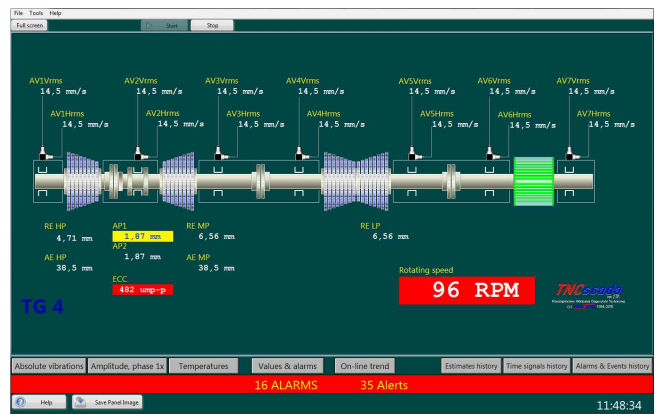 File Tools Help
Full screen Start Stop
AV1Vrms AV2Vrms AV3Vrms AV4Vrms AV5Vrms AV6Vrms AV7Vrms
14,5 mm/s 14,5 mm/s 14,5 mm/s 14,5 mm/s 14,5 mm/s 14,5 mm/s 14,5 mm/s
AV1Hrms AV2Hrms AV3Hrms AV4Hrms AV5Hrms AV6Hrms AV7Hrms
14,5 mm/s 14,5 mm/s 14,5 mm/s 14,5 mm/s 14,5 mm/s 14,5 mm/s 14,5 mm/s
RE HP AP1 RE MP RE LP
4,71 mm 1,87 mm 6,56 mm 6,56 mm
AP2
AE HP 1,87 mm AE MP
38,5 mm 38,5 mm
ECC
482 ump-p
Rotating speed
96 RPM
TNCscada
TG 4
Absolute vibrations Amplitude, phase 1x Temperatures Values & alarms On-line trend Estimates history Time signals history Alarms & Events history
16 ALARMS 35 Alerts
Help Save Panel Image
11:48:34